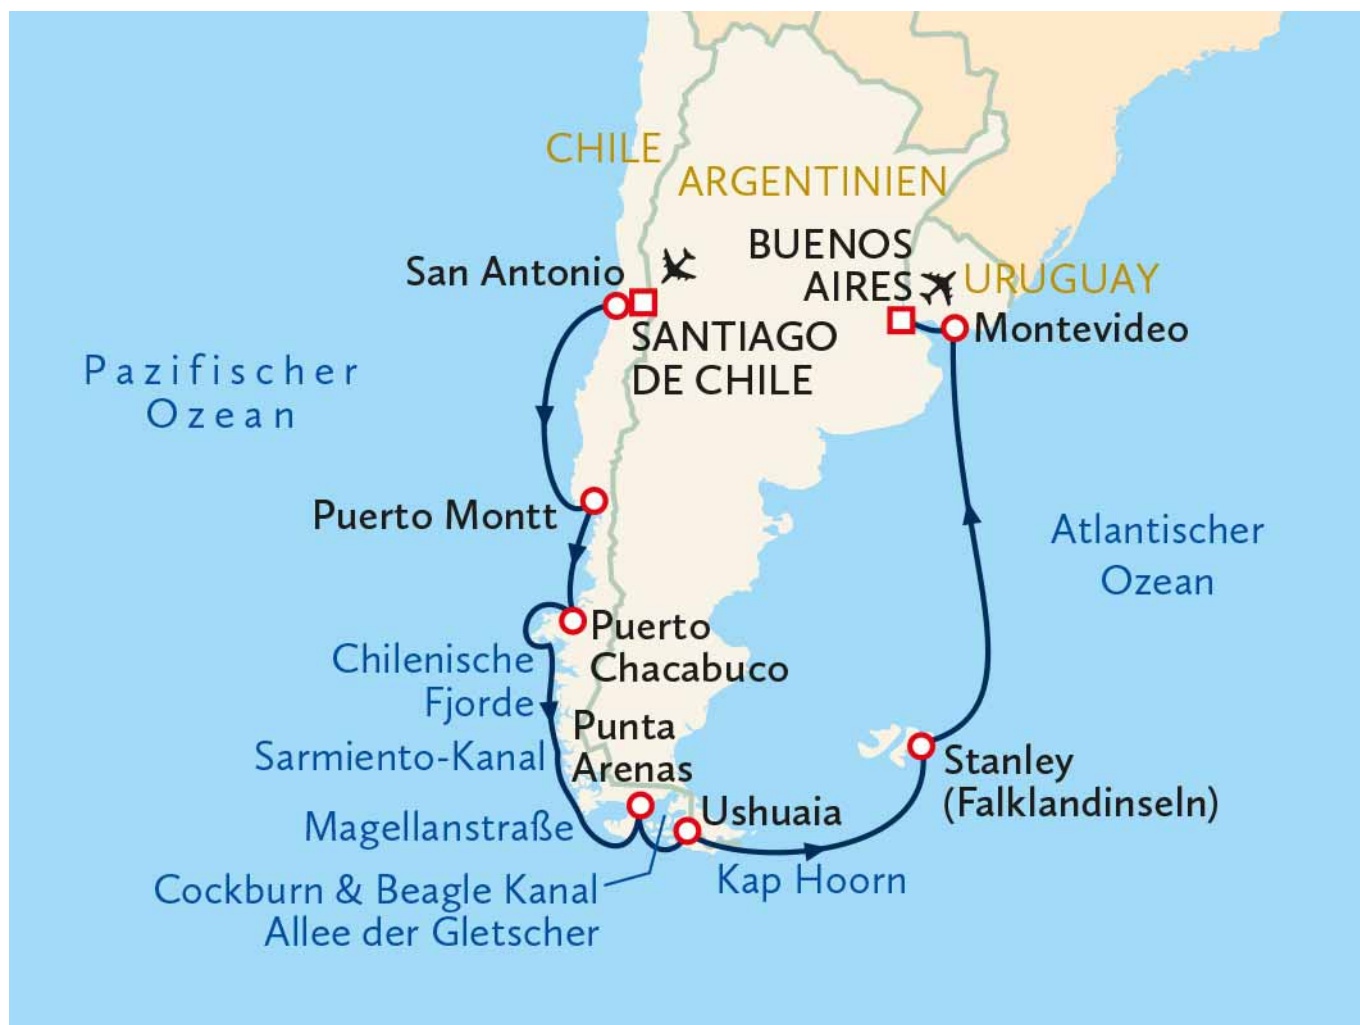 CHILE
ARGENTINIEN
BUENOS
AIRES
URUGUAY
San Antonio
SANTIAGO
DE CHILE
Montevideo
Pazifischer
Ozean
Puerto Montt
Atlantischer
Ozean
Puerto
Chacabuco
Chilenische
Fjorde
Punta
Arenas
Sarmiento-Kanal
Stanley
(Falklandinseln)
Ushuaia
Magellanstraße
Kap Hoorn
Cockburn & Beagle Kanal
Allee der Gletscher